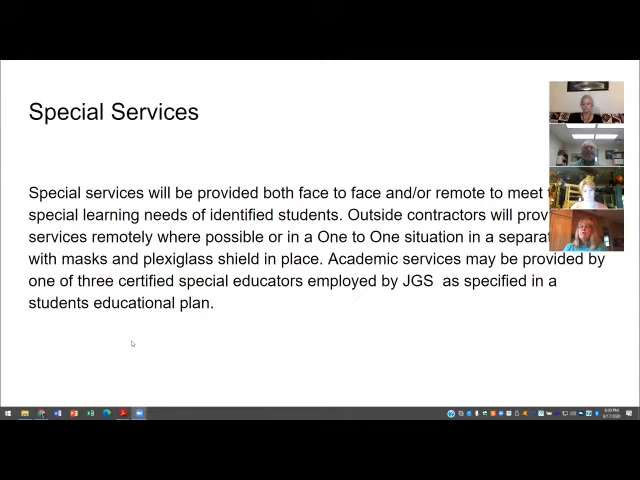 Special Services
Special services will be provided both face to face and/or remote to meet
special learning needs of identified students. Outside contractors will prov
services remotely where possible or in a One to One situation in a separat
with masks and plexiglass shield in place. Academic services may be provided by
one of three certified special educators employed by JGS as specified in a
students educational plan.